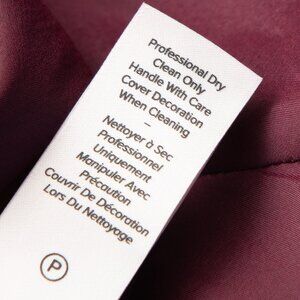 Professional Dry
Clean Only
Handle With Care
Cover Decoration
When Cleaning
–
Nettoyer à Sec
Professionnel
Uniquement
Manipuler Avec
Précaution
Couvrir De Décoration
Lors Du Nettoyage
P